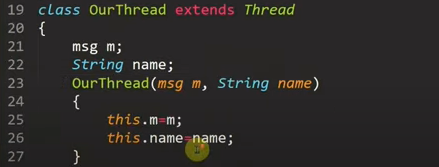 19 class OurThread extends Thread
20 {
21 msg m;
22 String name;
23 OurThread(msg m, String name)
24 {
25 this.m=m;
26 this.name=name;
27 }